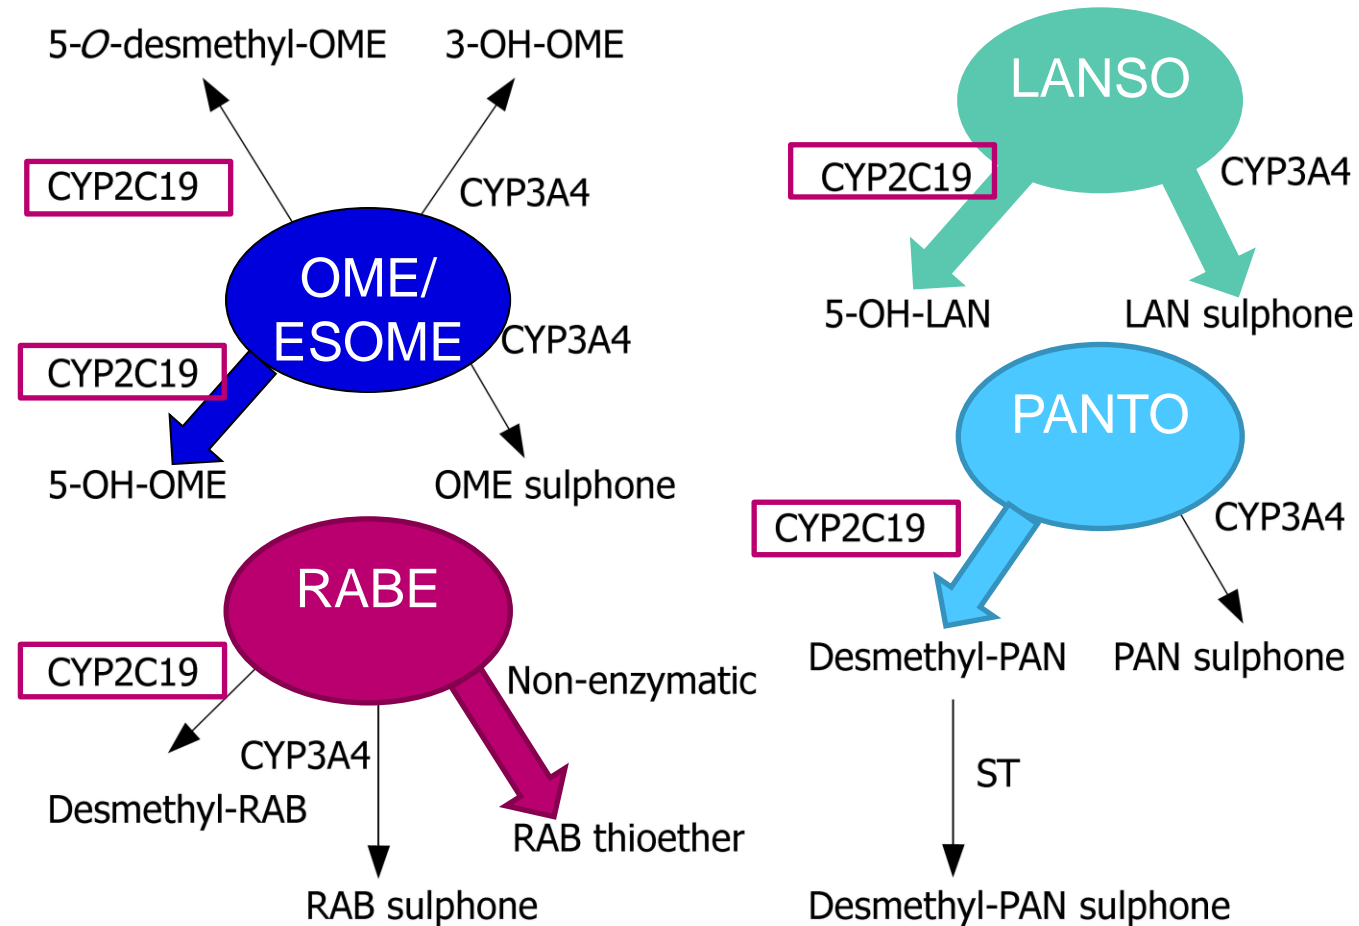 5-O-desmethyl-OME
3-OH-OME
CYP2C19
CYP3A4
OME/
ESOME
CYP2C19
CYP3A4
5-OH-OME
OME sulphone
RABE
CYP2C19
Non-enzymatic
CYP3A4
Desmethyl-RAB
RAB thioether
RAB sulphone
LANSO
CYP2C19
CYP3A4
5-OH-LAN
LAN sulphone
PANTO
CYP2C19
CYP3A4
Desmethyl-PAN
PAN sulphone
ST
Desmethyl-PAN sulphone